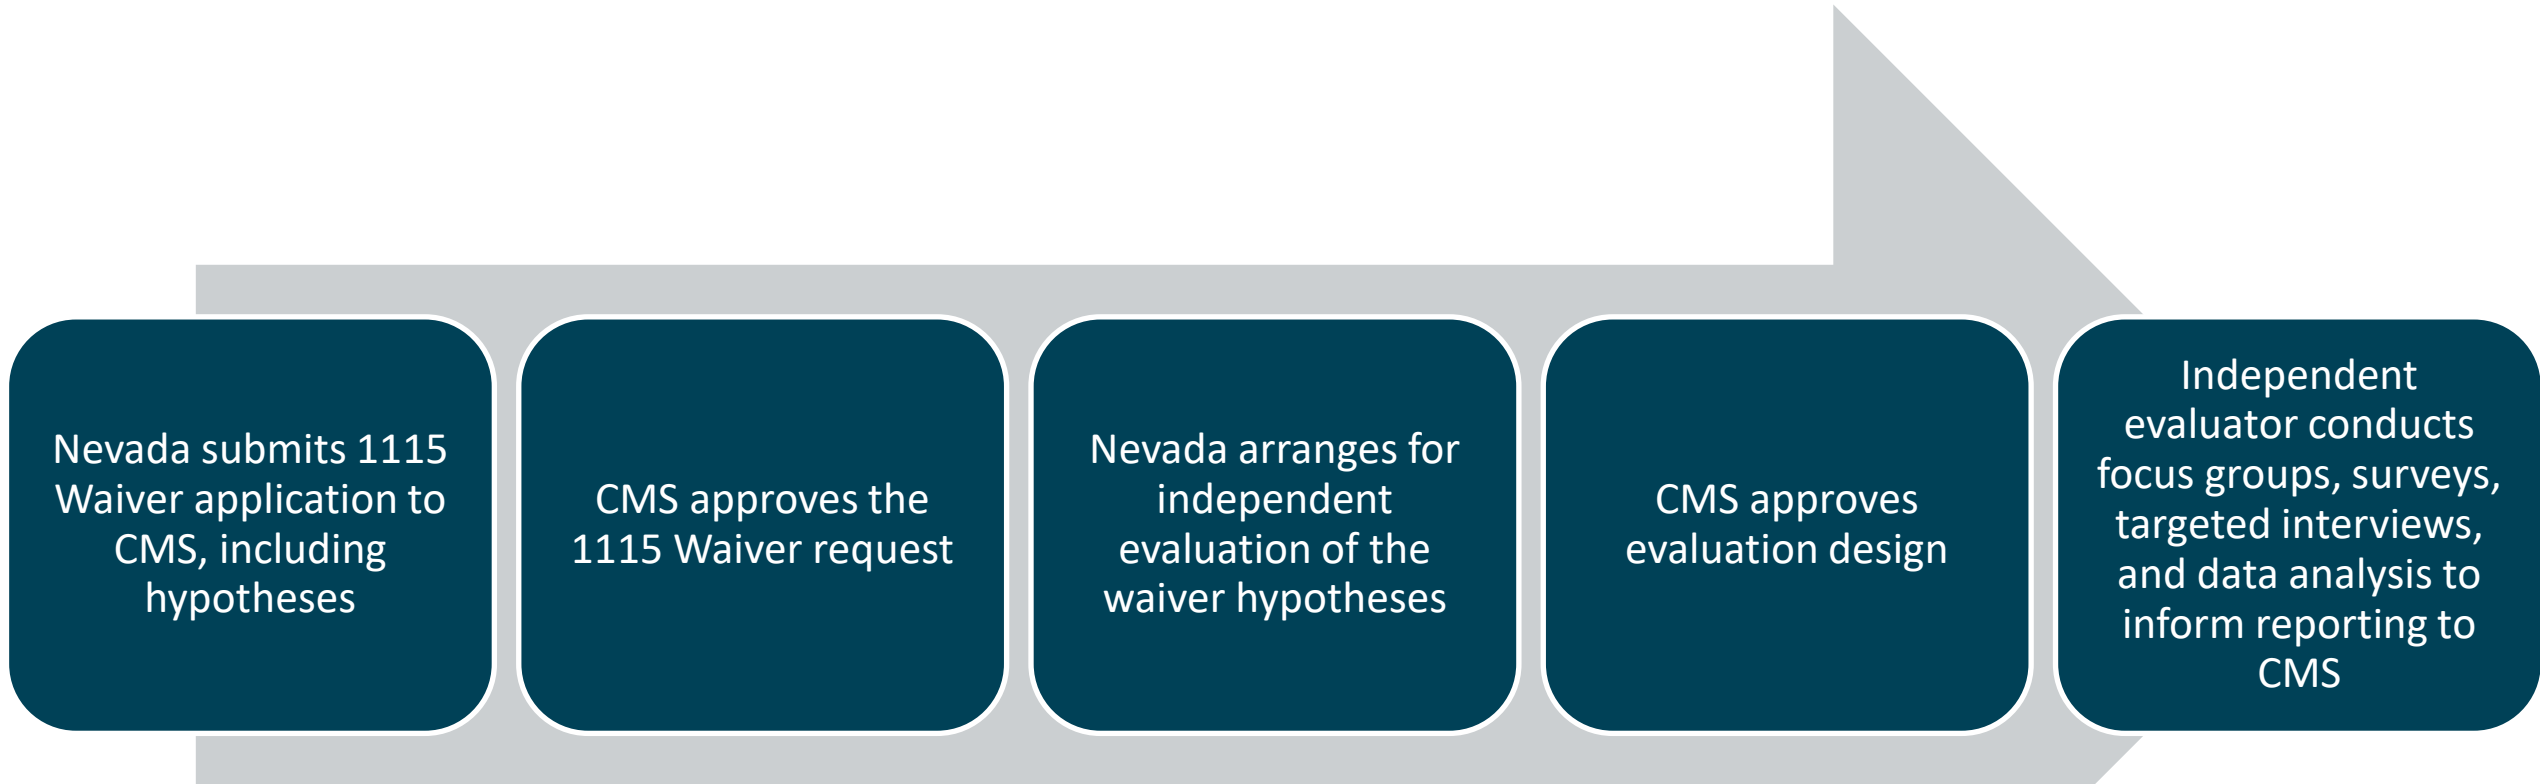 Nevada submits 1115
Waiver application to
CMS, including
hypotheses
CMS approves the
1115 Waiver request
Nevada arranges for
independent
evaluation of the
waiver hypotheses
CMS approves
evaluation design
Independent
evaluator conducts
focus groups, surveys,
targeted interviews,
and data analysis to
inform reporting to
CMS